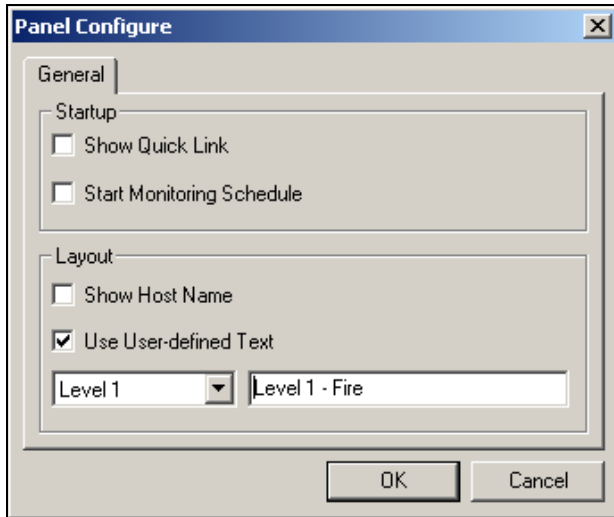 Panel Configure
General
Startup
Show Quick Link
Start Monitoring Schedule
Layout
Show Host Name
Use User-defined Text
Level 1 Level 1 - Fire
OK Cancel